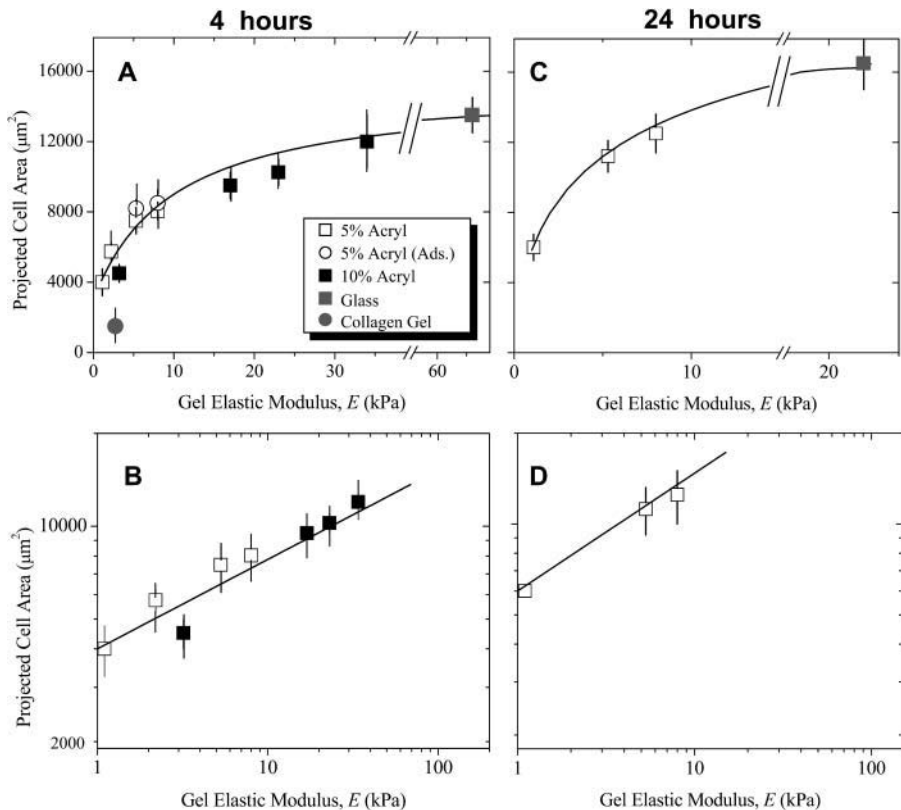 4 hours
24 hours
A
C
16000
12000
8000
4000
0
Projected Cell Area (μm²)
5% Acryl
5% Acryl (Ads.)
10% Acryl
Glass
Collagen Gel
0 10 20 30 60
0 10 20
Gel Elastic Modulus, E (kPa)
Gel Elastic Modulus, E (kPa)
B
D
10000
2000
Projected Cell Area (μm²)
1 10 100
1 10 100
Gel Elastic Modulus, E (kPa)
Gel Elastic Modulus, E (kPa)